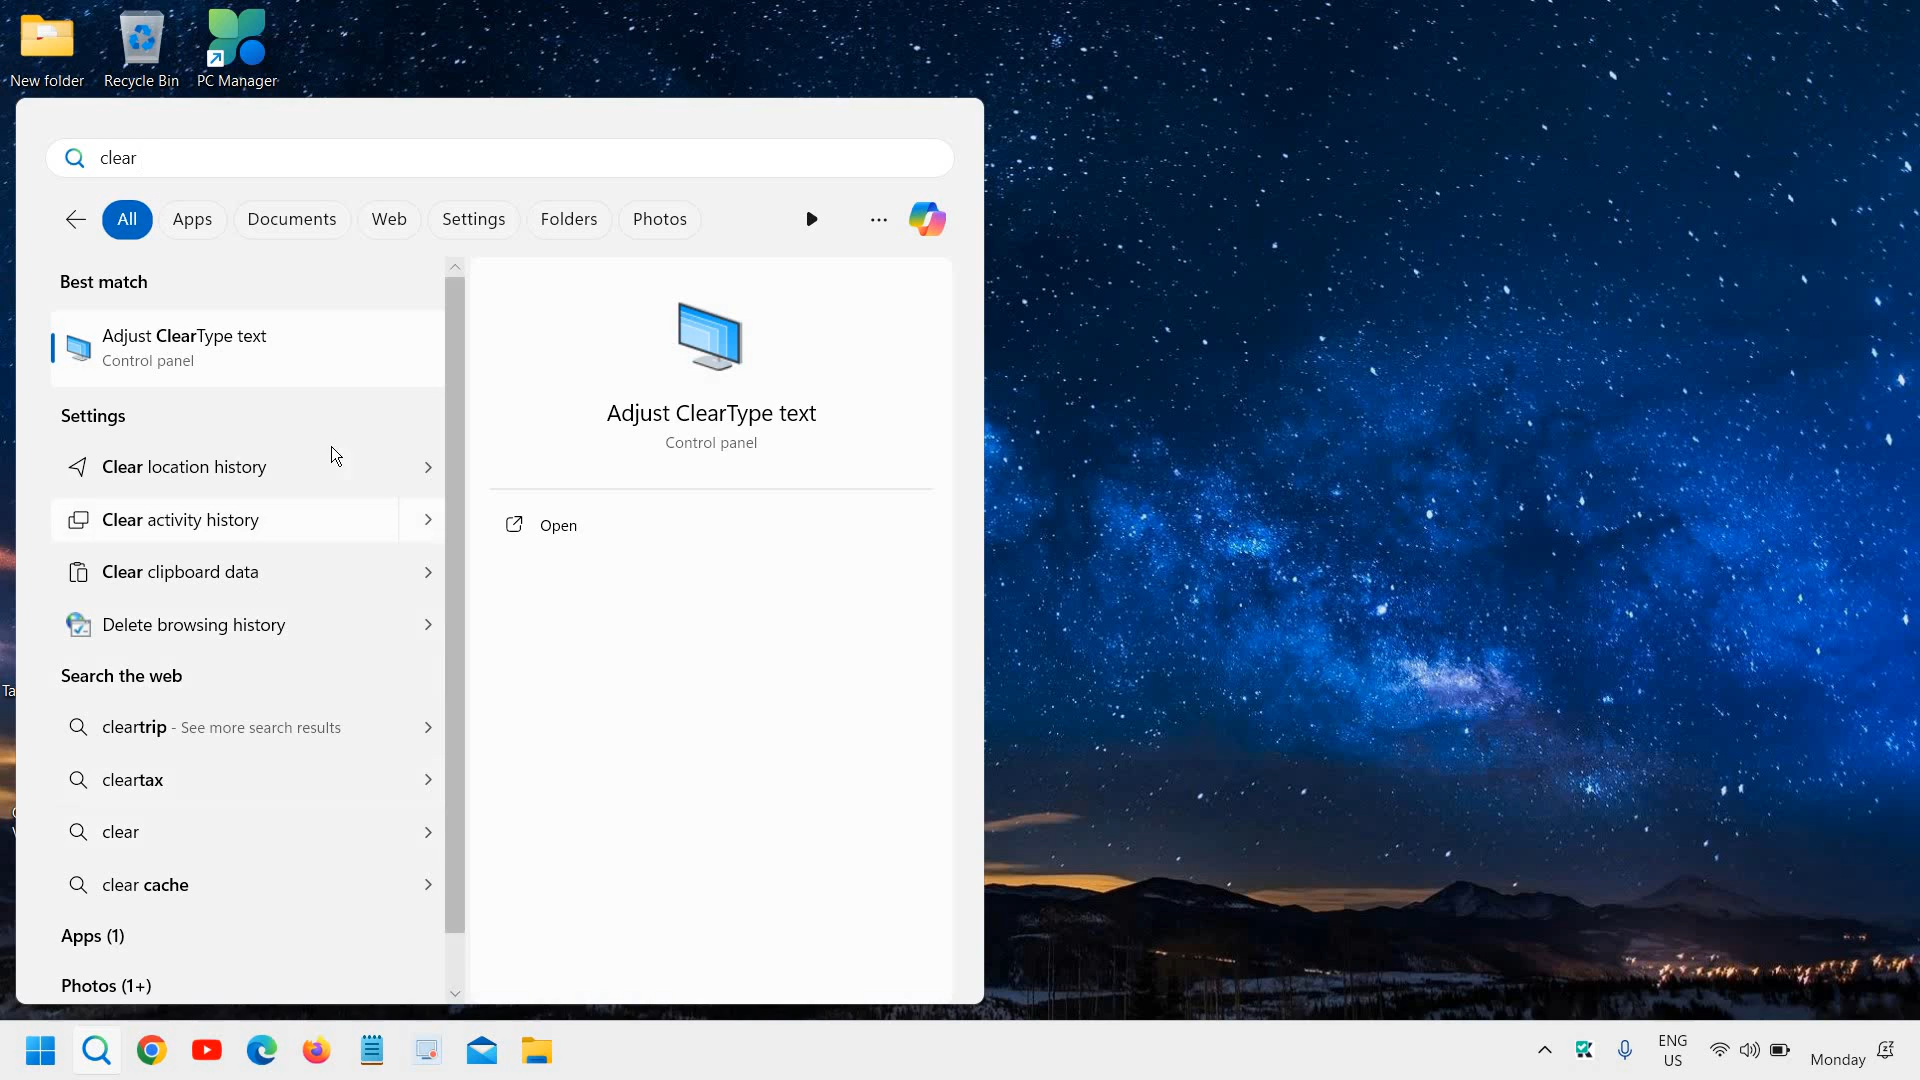 New folder
Recycle Bin
PC Manager
clear
All
Apps
Documents
Web
Settings
Folders
Photos
Best match
Adjust ClearType text
Control panel
Settings
Clear location history
Clear activity history
Clear clipboard data
Delete browsing history
Search the web
cleartrip - See more search results
cleartax
clear
clear cache
Apps (1)
Photos (1+)
Adjust ClearType text
Control panel
Open
Ta
ENG
US
Monday